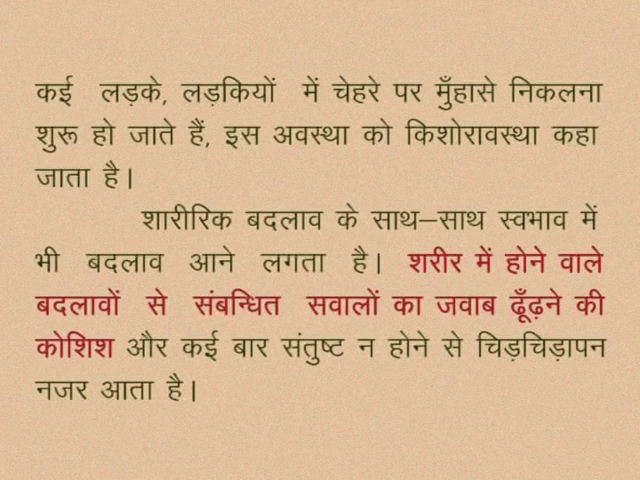 कई लड़के, लड़कियों में चेहरे पर मुँहासे निकलना
शुरू हो जाते हैं, इस अवस्था को किशोरावस्था कहा
जाता है।
शारीरिक बदलाव के साथ–साथ स्वभाव में
भी बदलाव आने लगता है। शरीर में होने वाले
बदलावों से संबन्धित सवालों का जवाब ढूँढ़ने की
कोशिश और कई बार संतुष्ट न होने से चिड़चिड़ापन
नजर आता है।